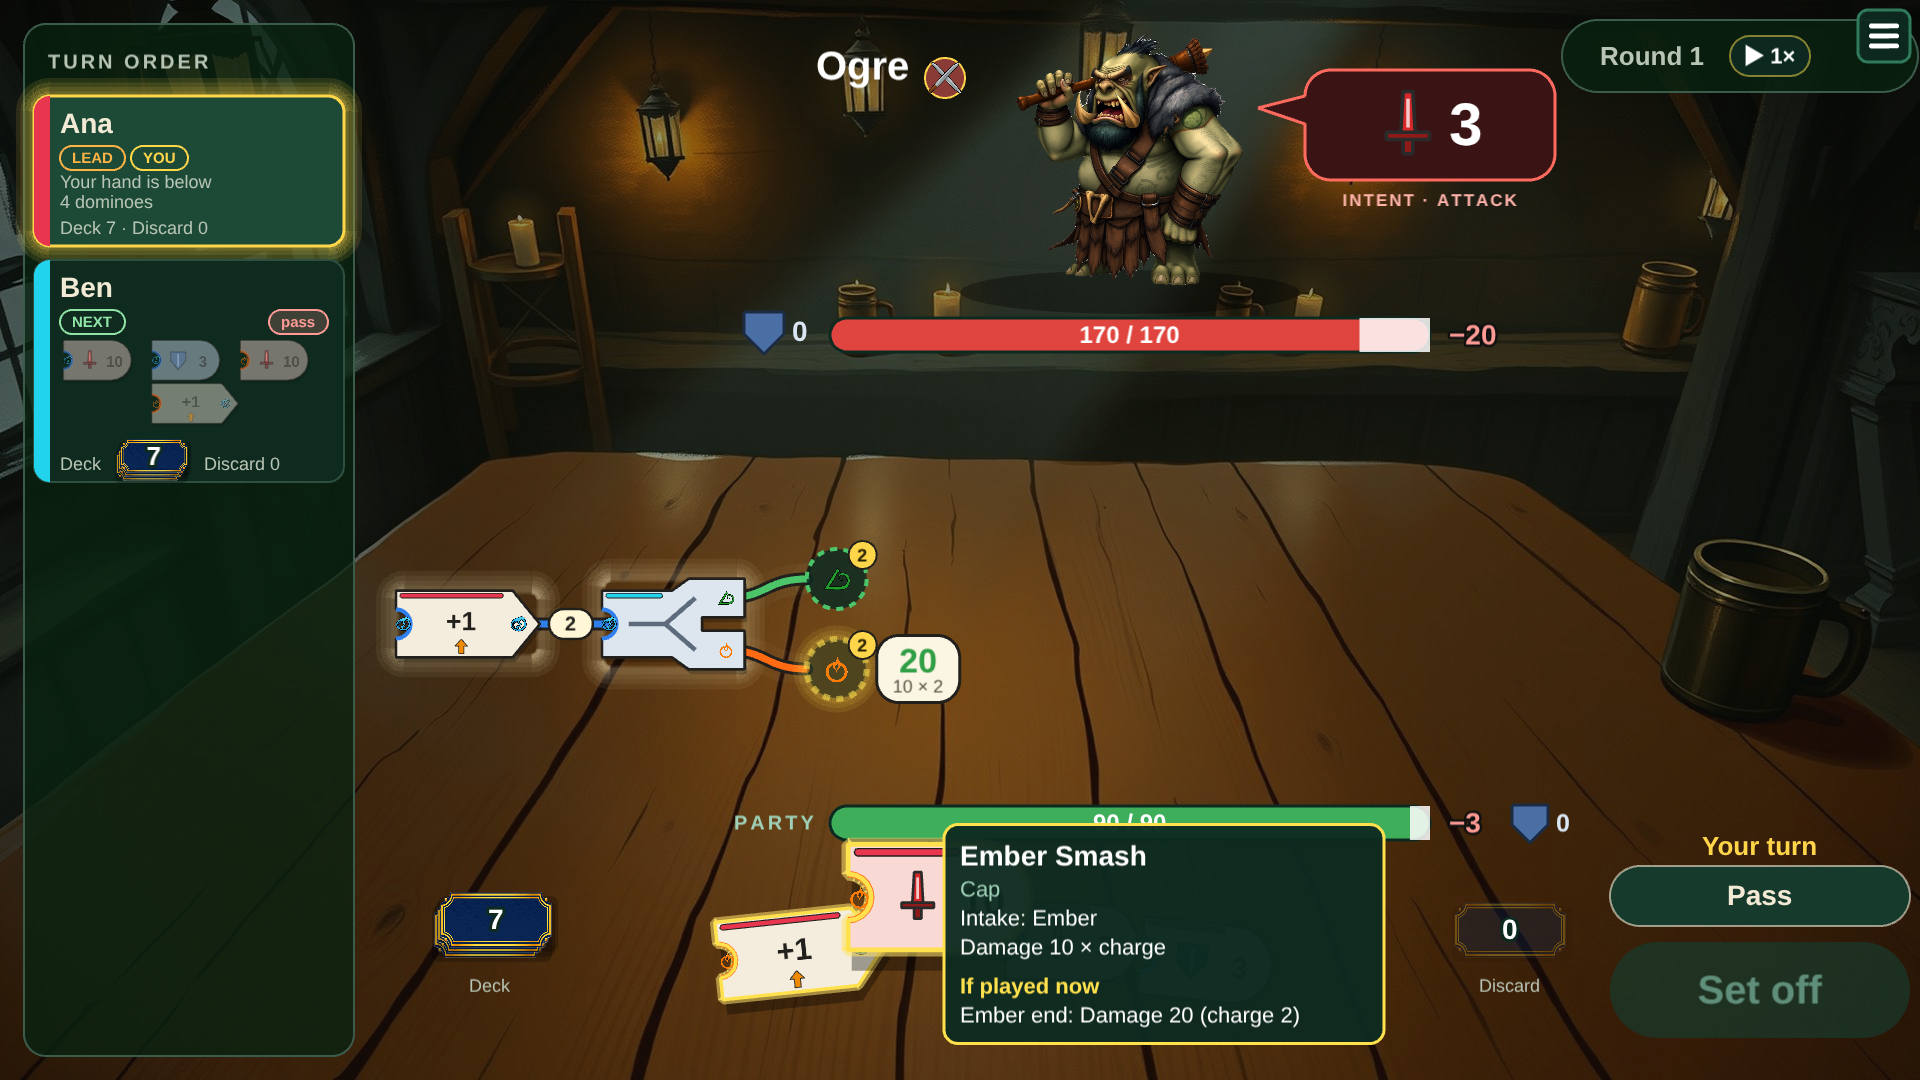 TURN ORDER
Ana
LEAD YOU
Your hand is below
4 dominoes
Deck 7 · Discard 0
Ben
NEXT pass
10 3 10
+1
Deck 7 Discard 0
Ogre
3
INTENT · ATTACK
Round 1
1×
0 170 / 170 −20
+1 2
2
2
20
10 × 2
PARTY 90 / 90 −3 0
7
Deck
+1
Ember Smash
Cap
Intake: Ember
Damage 10 × charge
If played now
Ember end: Damage 20 (charge 2)
0
Discard
Your turn
Pass
Set off